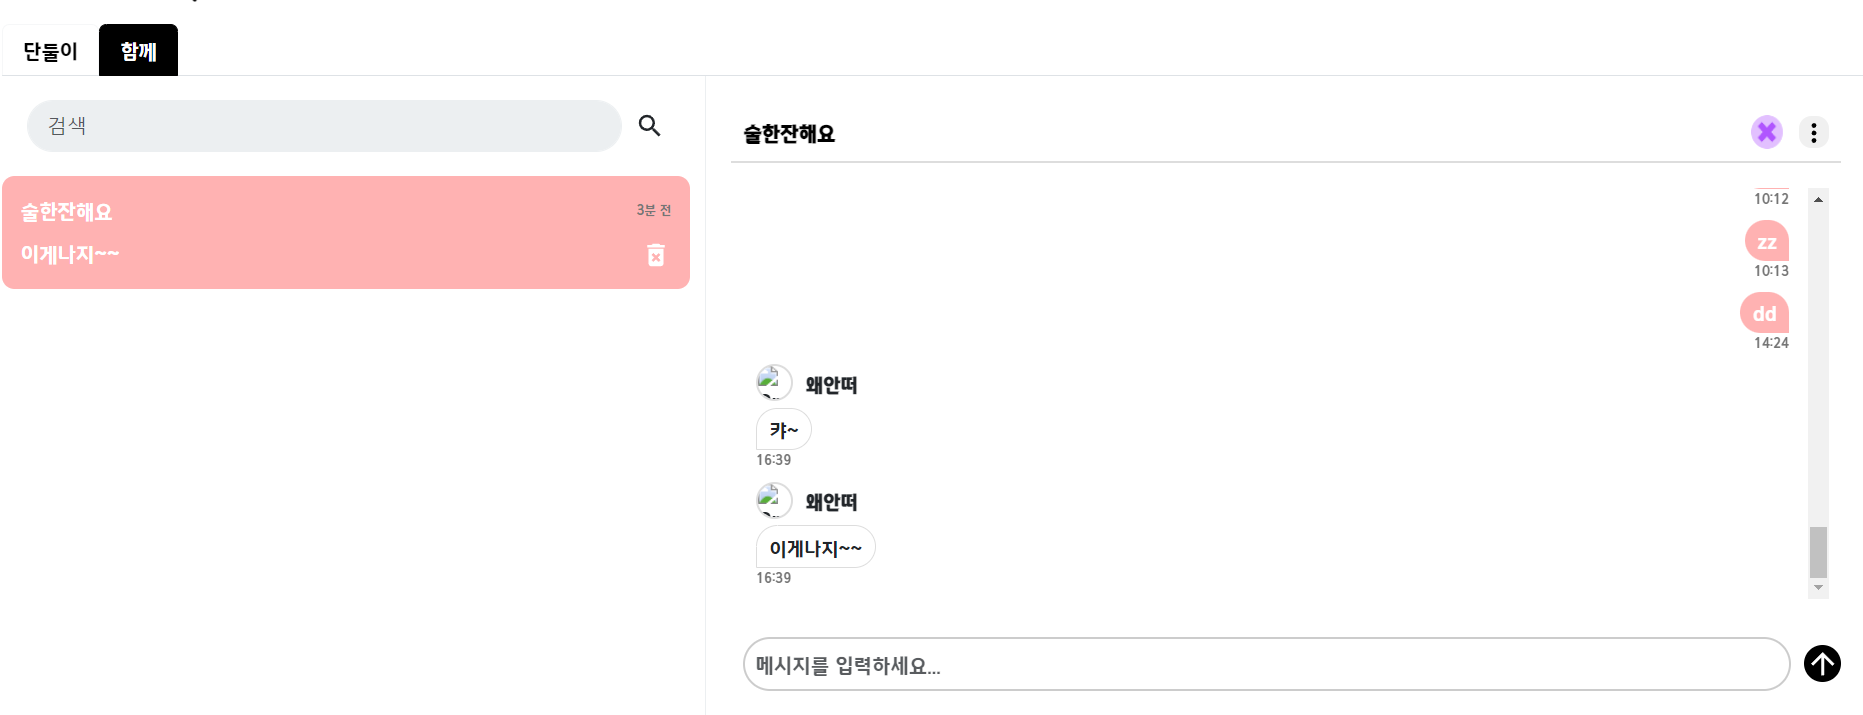 단둘이
함께
검색
술한잔해요
3분 전
이게나지~~
술한잔해요
10:12
zz
10:13
dd
14:24
왜안떠
캬~
16:39
왜안떠
이게나지~~
16:39
메시지를 입력하세요...